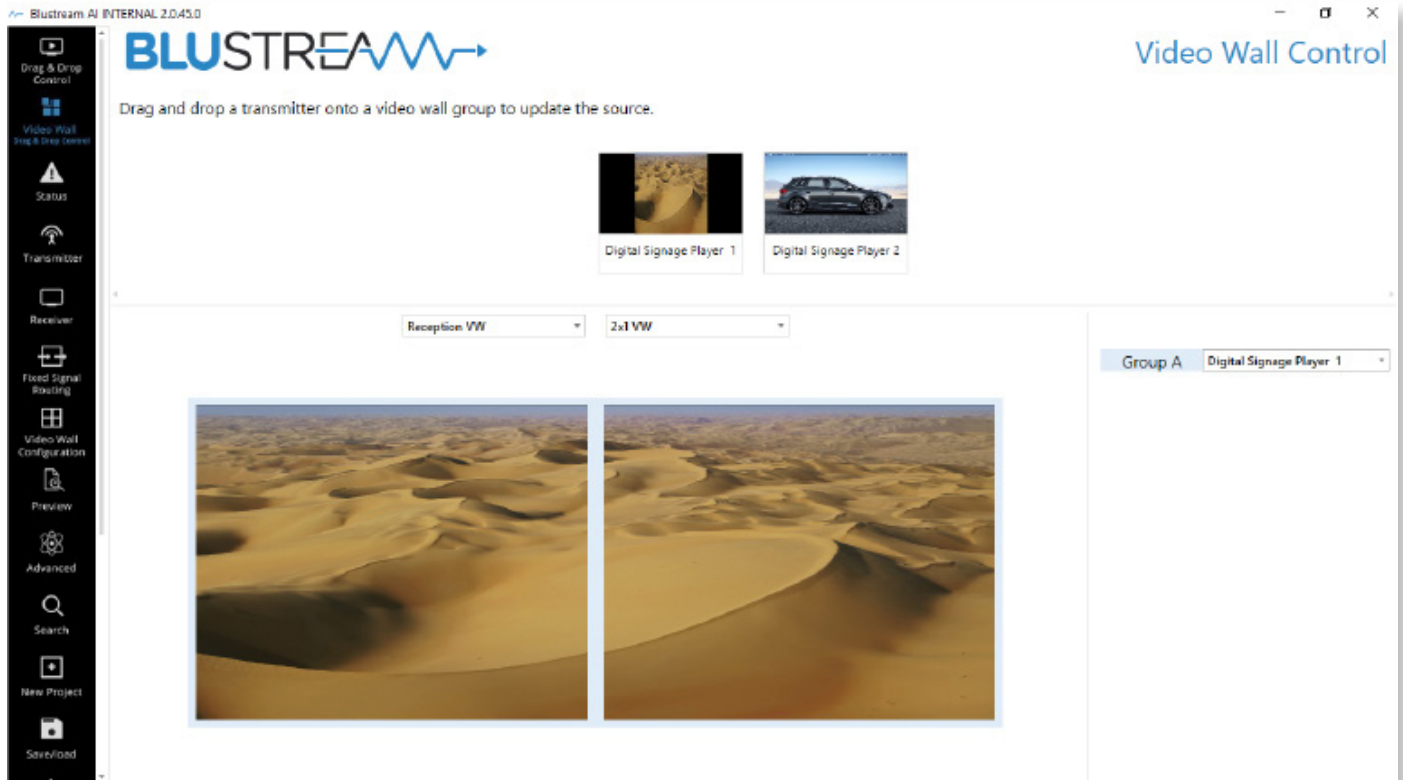 Blustream AI INTERNAL 2.0.45.0
BLUSTREAM
Video Wall Control
Drag and drop a transmitter onto a video wall group to update the source.
Drag & Drop
Control
Video Wall
Drag & Drop Control
Status
Transmitter
Receiver
Fixed Signal
Routing
Video Wall
Configuration
Preview
Advanced
Search
New Project
Save/load
Digital Signage Player 1
Digital Signage Player 2
Reception VW
2x1 VW
Group A
Digital Signage Player 1